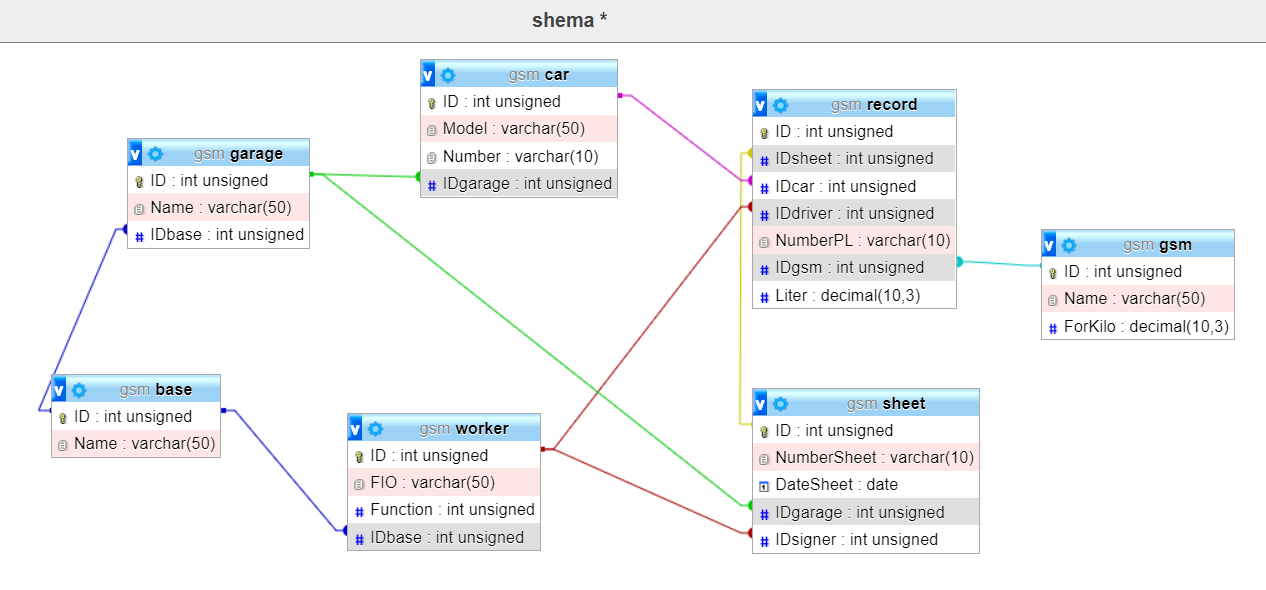 shema *
v gsm car
ID : int unsigned
Model : varchar(50)
Number : varchar(10)
# IDgarage : int unsigned
v gsm record
ID : int unsigned
# IDsheet : int unsigned
# IDcar : int unsigned
# IDdriver : int unsigned
NumberPL : varchar(10)
# IDgsm : int unsigned
# Liter : decimal(10,3)
v gsm garage
ID : int unsigned
Name : varchar(50)
# IDbase : int unsigned
v gsm gsm
ID : int unsigned
Name : varchar(50)
# ForKilo : decimal(10,3)
v gsm base
ID : int unsigned
Name : varchar(50)
v gsm worker
ID : int unsigned
FIO : varchar(50)
# Function : int unsigned
# IDbase : int unsigned
v gsm sheet
ID : int unsigned
NumberSheet : varchar(10)
DateSheet : date
# IDgarage : int unsigned
# IDsigner : int unsigned